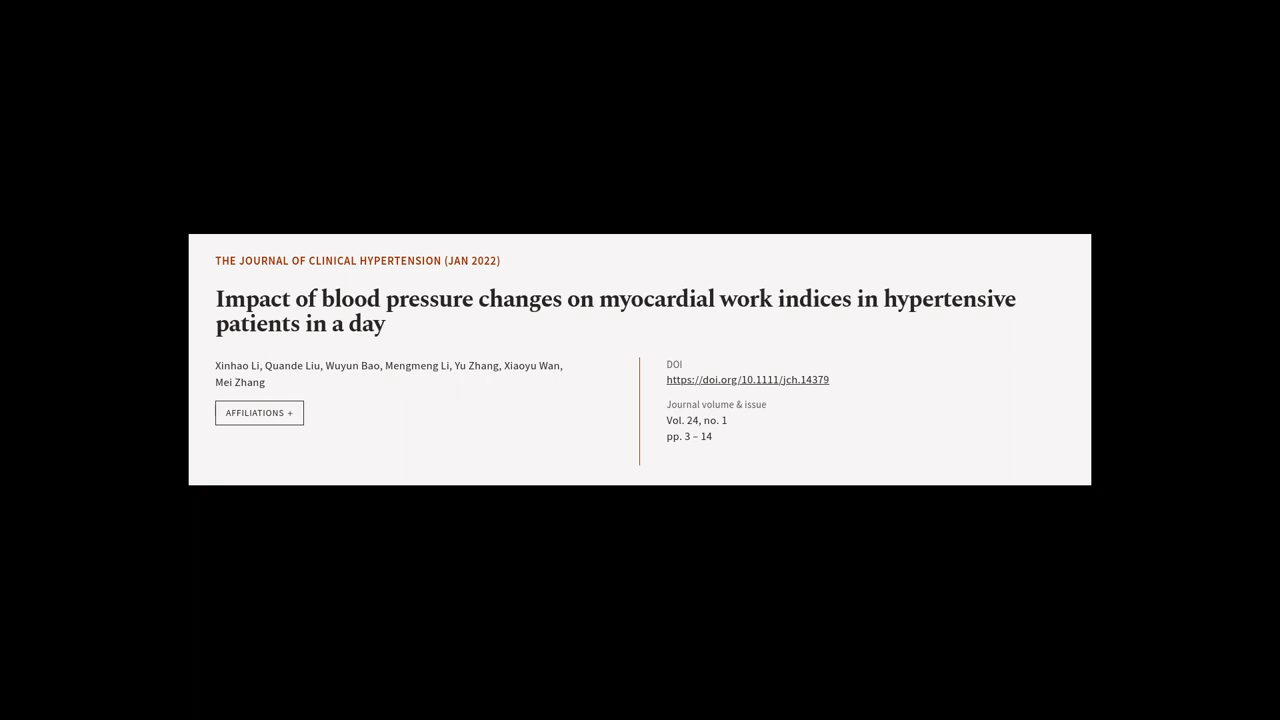 THE JOURNAL OF CLINICAL HYPERTENSION (JAN 2022)
Impact of blood pressure changes on myocardial work indices in hypertensive
patients in a day
Xinhao Li, Quande Liu, Wuyun Bao, Mengmeng Li, Yu Zhang, Xiaoyu Wan,
Mei Zhang
AFFILIATIONS +
DOI
https://doi.org/10.1111/jch.14379
Journal volume & issue
Vol. 24, no. 1
pp. 3 – 14